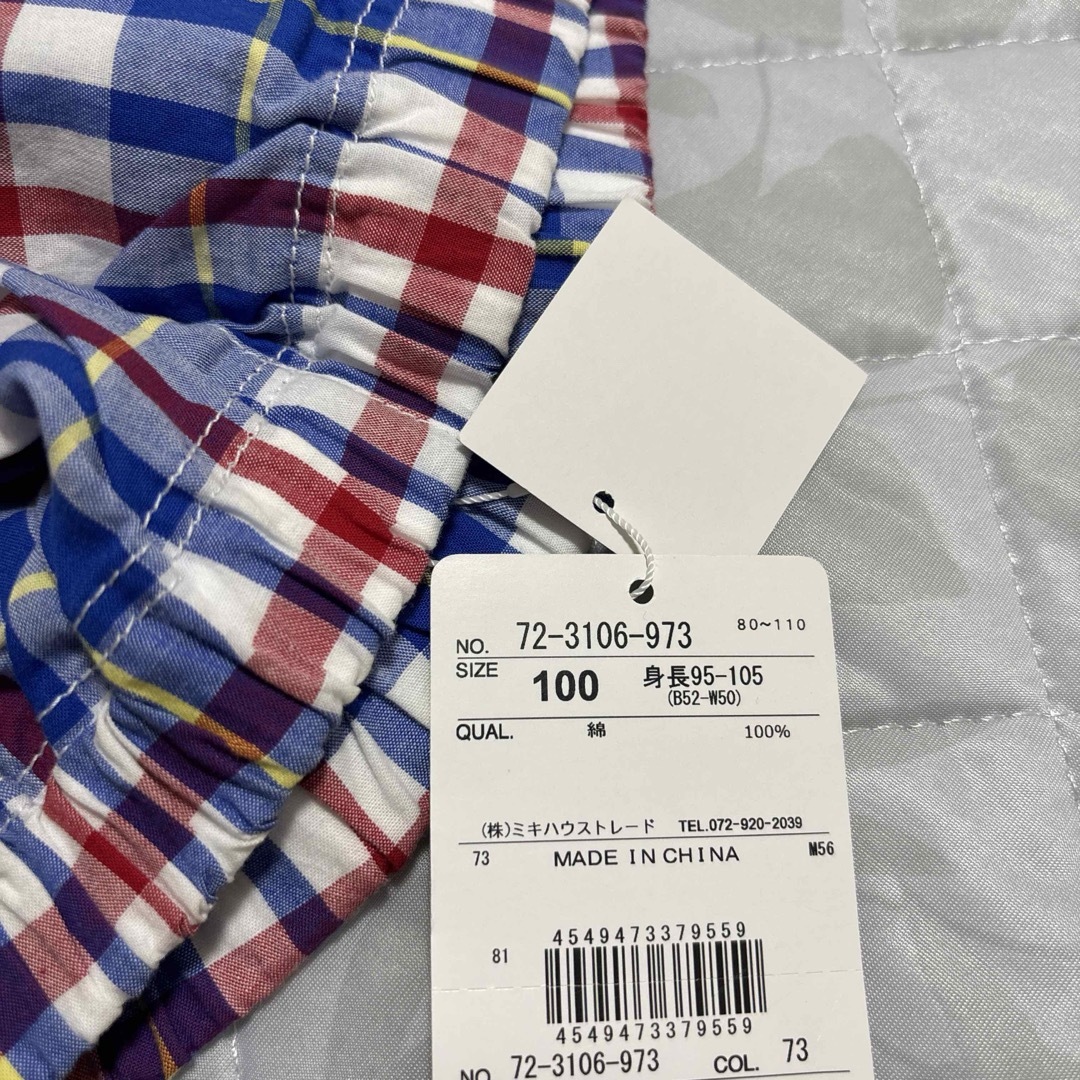 NO. 72-3106-973 80~110
SIZE 100 身長95-105
(B52-W50)
QUAL. 綿 100%
(株)ミキハウストレード TEL.072-920-2039
73 MADE IN CHINA M56
4549473379559
81
4549473379559
NO 72-3106-973 COL. 73